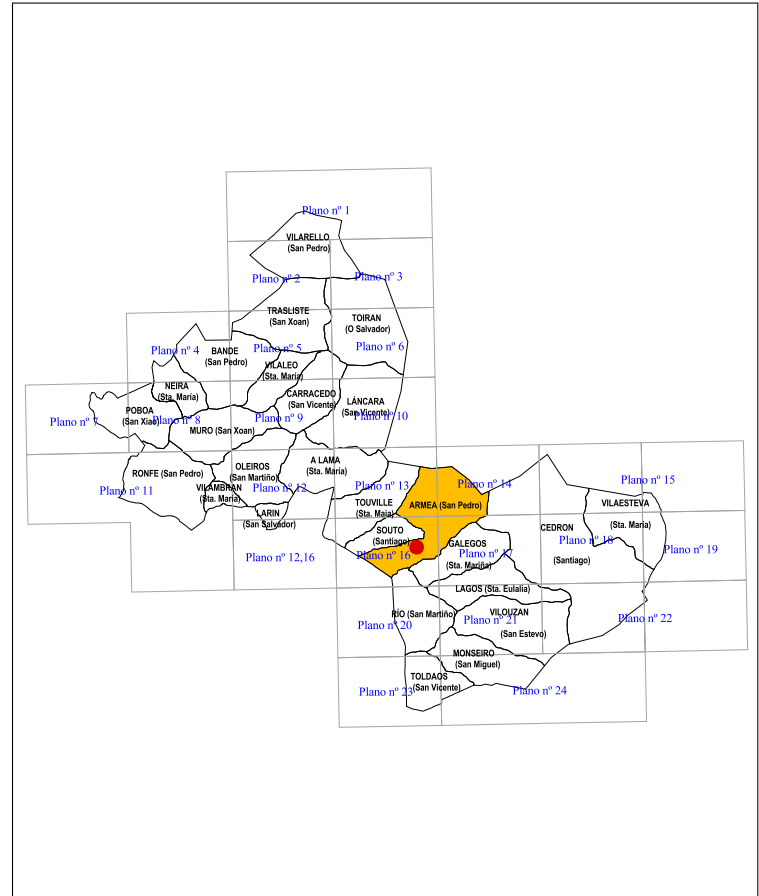 Plano nº 1
VILARELLO
(San Pedro)
Plano nº 2
Plano nº 3
TRASLISTE
(San Xoan)
TOIRAN
(O Salvador)
Plano nº 4
BANDE
(San Pedro)
Plano nº 5
Plano nº 6
VILALEO
(Sta. María)
NEIRA
(Sta. María)
CARRACEDO
(San Vicente)
LÁNCARA
(San Vicente)
POBOA
(San Xiao)
Plano nº 7
Plano nº 8
Plano nº 9
Plano nº 10
MURO (San Xoan)
A LAMA
(Sta. María)
RONFE (San Pedro)
OLEIROS
(San Martiño)
VILAMBRAN
(Sta. María)
Plano nº 11
Plano nº 12
Plano nº 13
Plano nº 14
Plano nº 15
LARIN
(San Salvador)
TOUVILLE
(Sta. Maia)
ARMEA (San Pedro)
VILAESTEVA
(Sta. María)
SOUTO
(Santiago)
CEDRON
(Santiago)
GALEGOS
(Sta. Mariña)
Plano nº 12,16
Plano nº 16
Plano nº 17
Plano nº 18
Plano nº 19
LAGOS (Sta. Eulalia)
RÍO (San Martiño)
VILOUZAN
(San Estevo)
Plano nº 20
Plano nº 21
Plano nº 22
MONSEIRO
(San Miguel)
TOLDAOS
(San Vicente)
Plano nº 23
Plano nº 24